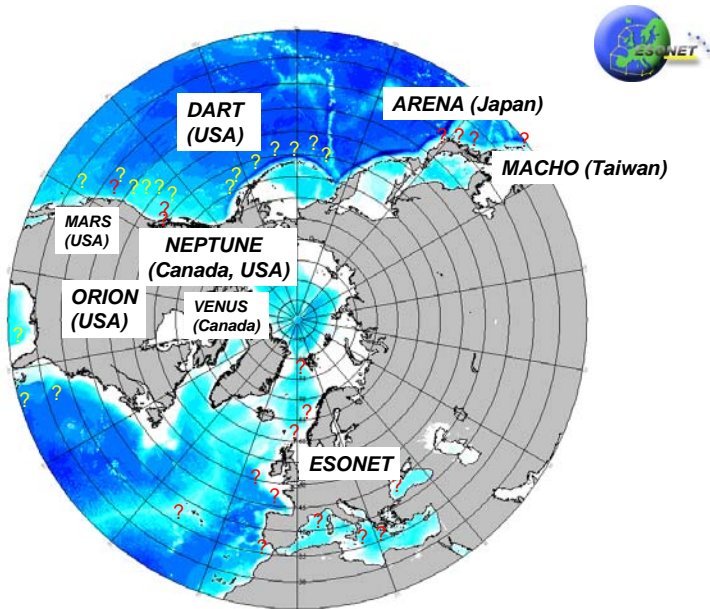 ESONET
DART
(USA)
ARENA (Japan)
MACHO (Taiwan)
MARS
(USA)
NEPTUNE
(Canada, USA)
ORION
(USA)
VENUS
(Canada)
ESONET